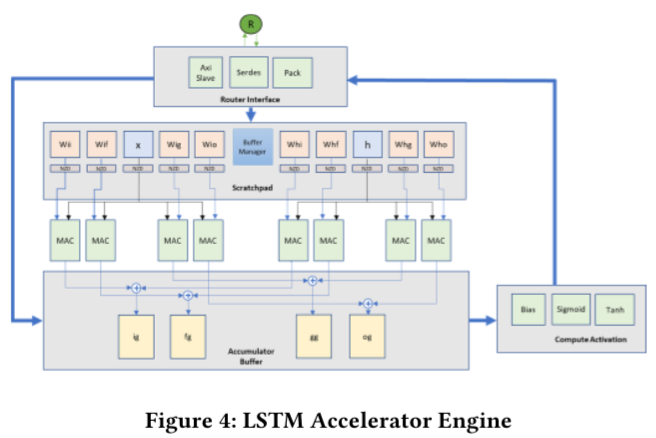 R
Axi
Slave
Serdes
Pack
Router Interface
Wii
Wif
x
Wig
Wio
Buffer
Manager
Whi
Whf
h
Whg
Who
NZD
NZD
NZD
NZD
NZD
NZD
NZD
NZD
NZD
NZD
Scratchpad
MAC
MAC
MAC
MAC
MAC
MAC
MAC
MAC
ig
fg
gg
og
Accumulator
Buffer
Bias
Sigmoid
Tanh
Compute Activation
Figure 4: LSTM Accelerator Engine